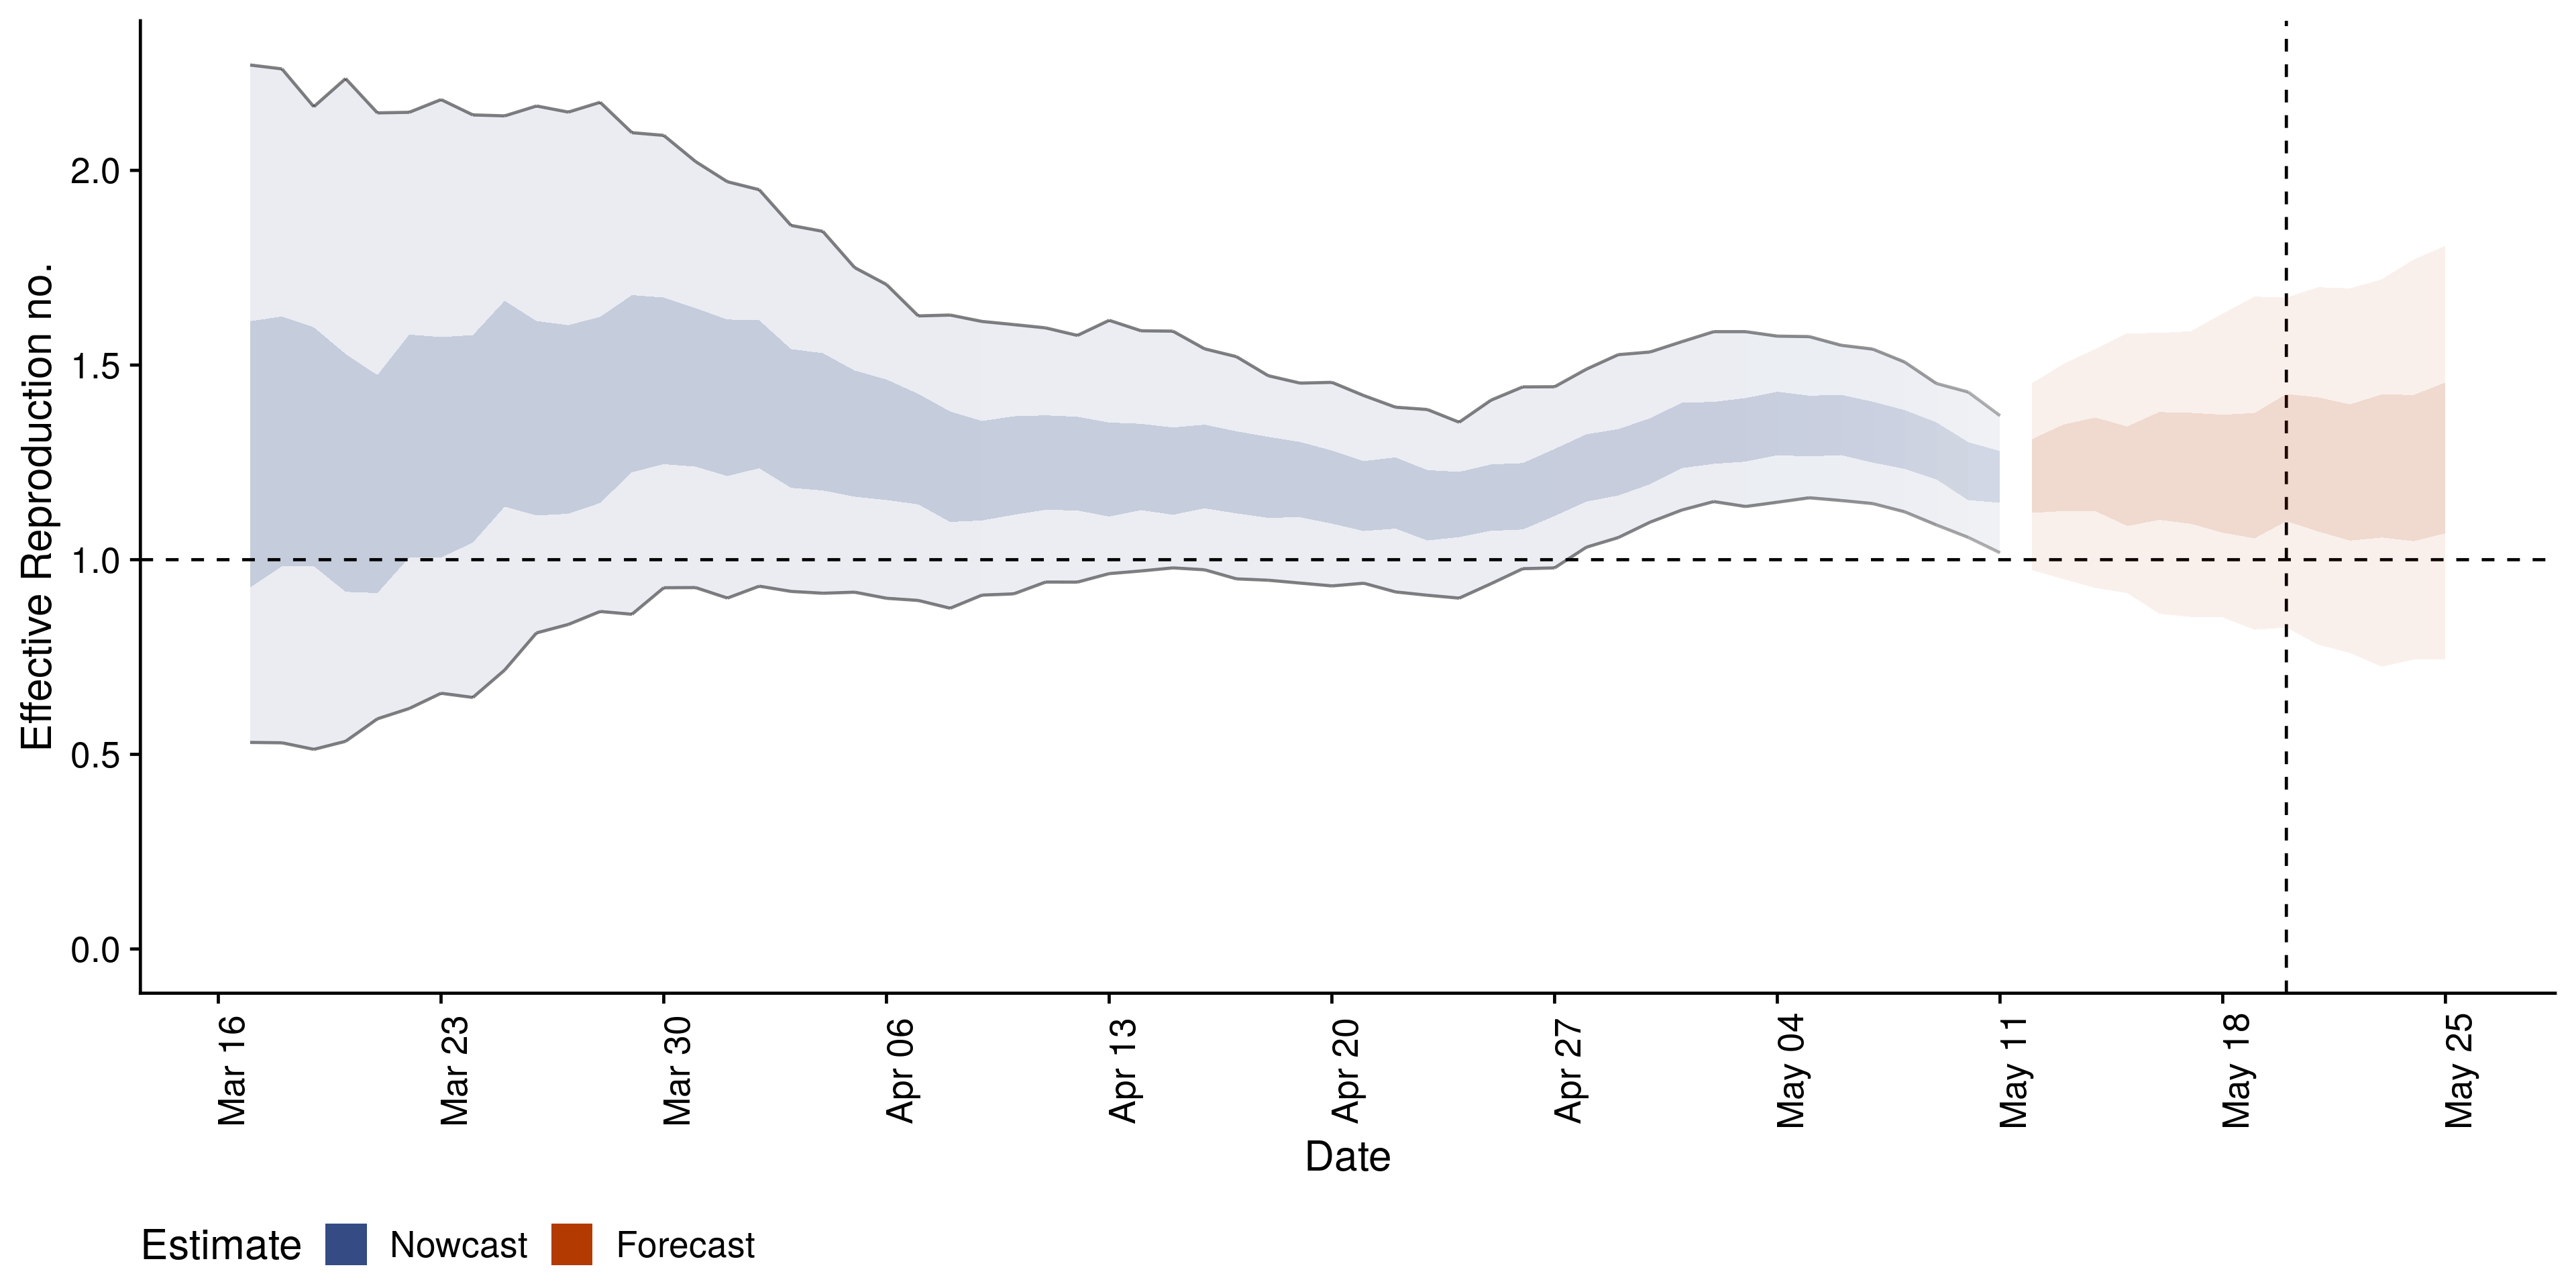 Effective Reproduction no.
2.0
1.5
1.0
0.5
0.0
Mar 16
Mar 23
Mar 30
Apr 06
Apr 13
Apr 20
Apr 27
May 04
May 11
May 18
May 25
Date
Estimate Nowcast Forecast